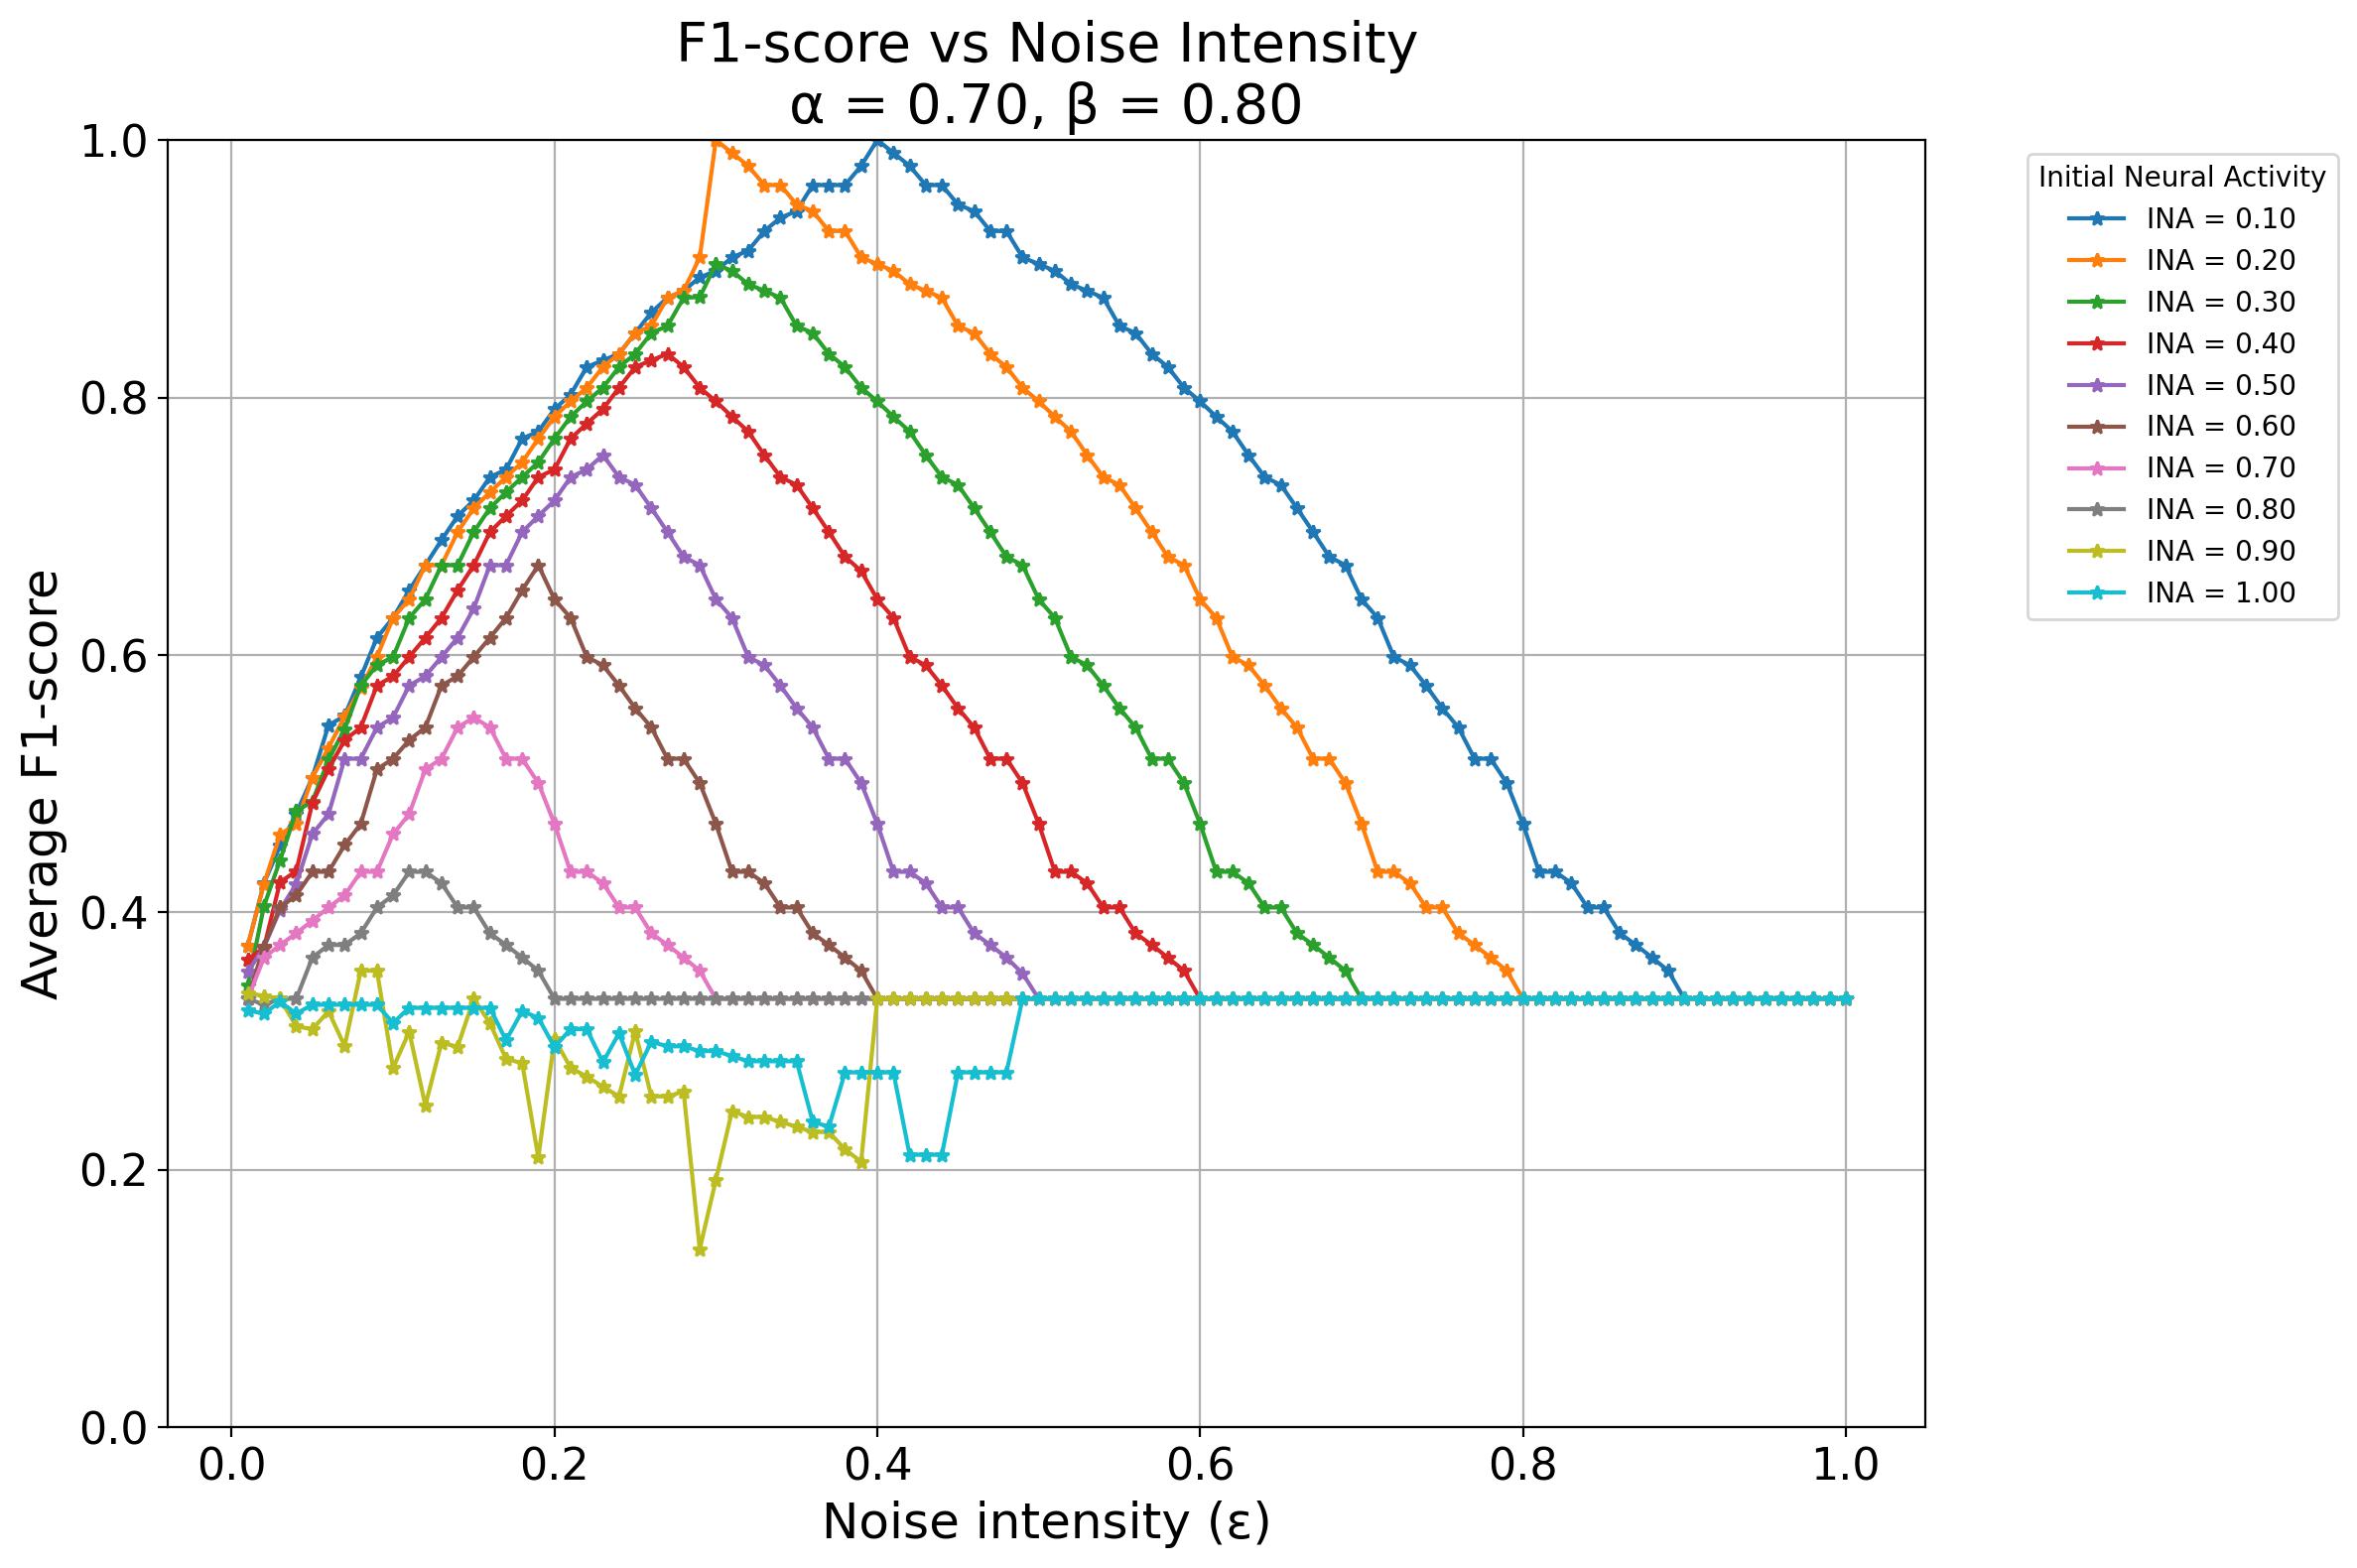 F1-score vs Noise Intensity
α = 0.70, β = 0.80
Average F1-score
1.0
0.8
0.6
0.4
0.2
0.0
0.0
0.2
0.4
0.6
0.8
1.0
Noise intensity (ε)
Initial Neural Activity
INA = 0.10
INA = 0.20
INA = 0.30
INA = 0.40
INA = 0.50
INA = 0.60
INA = 0.70
INA = 0.80
INA = 0.90
INA = 1.00